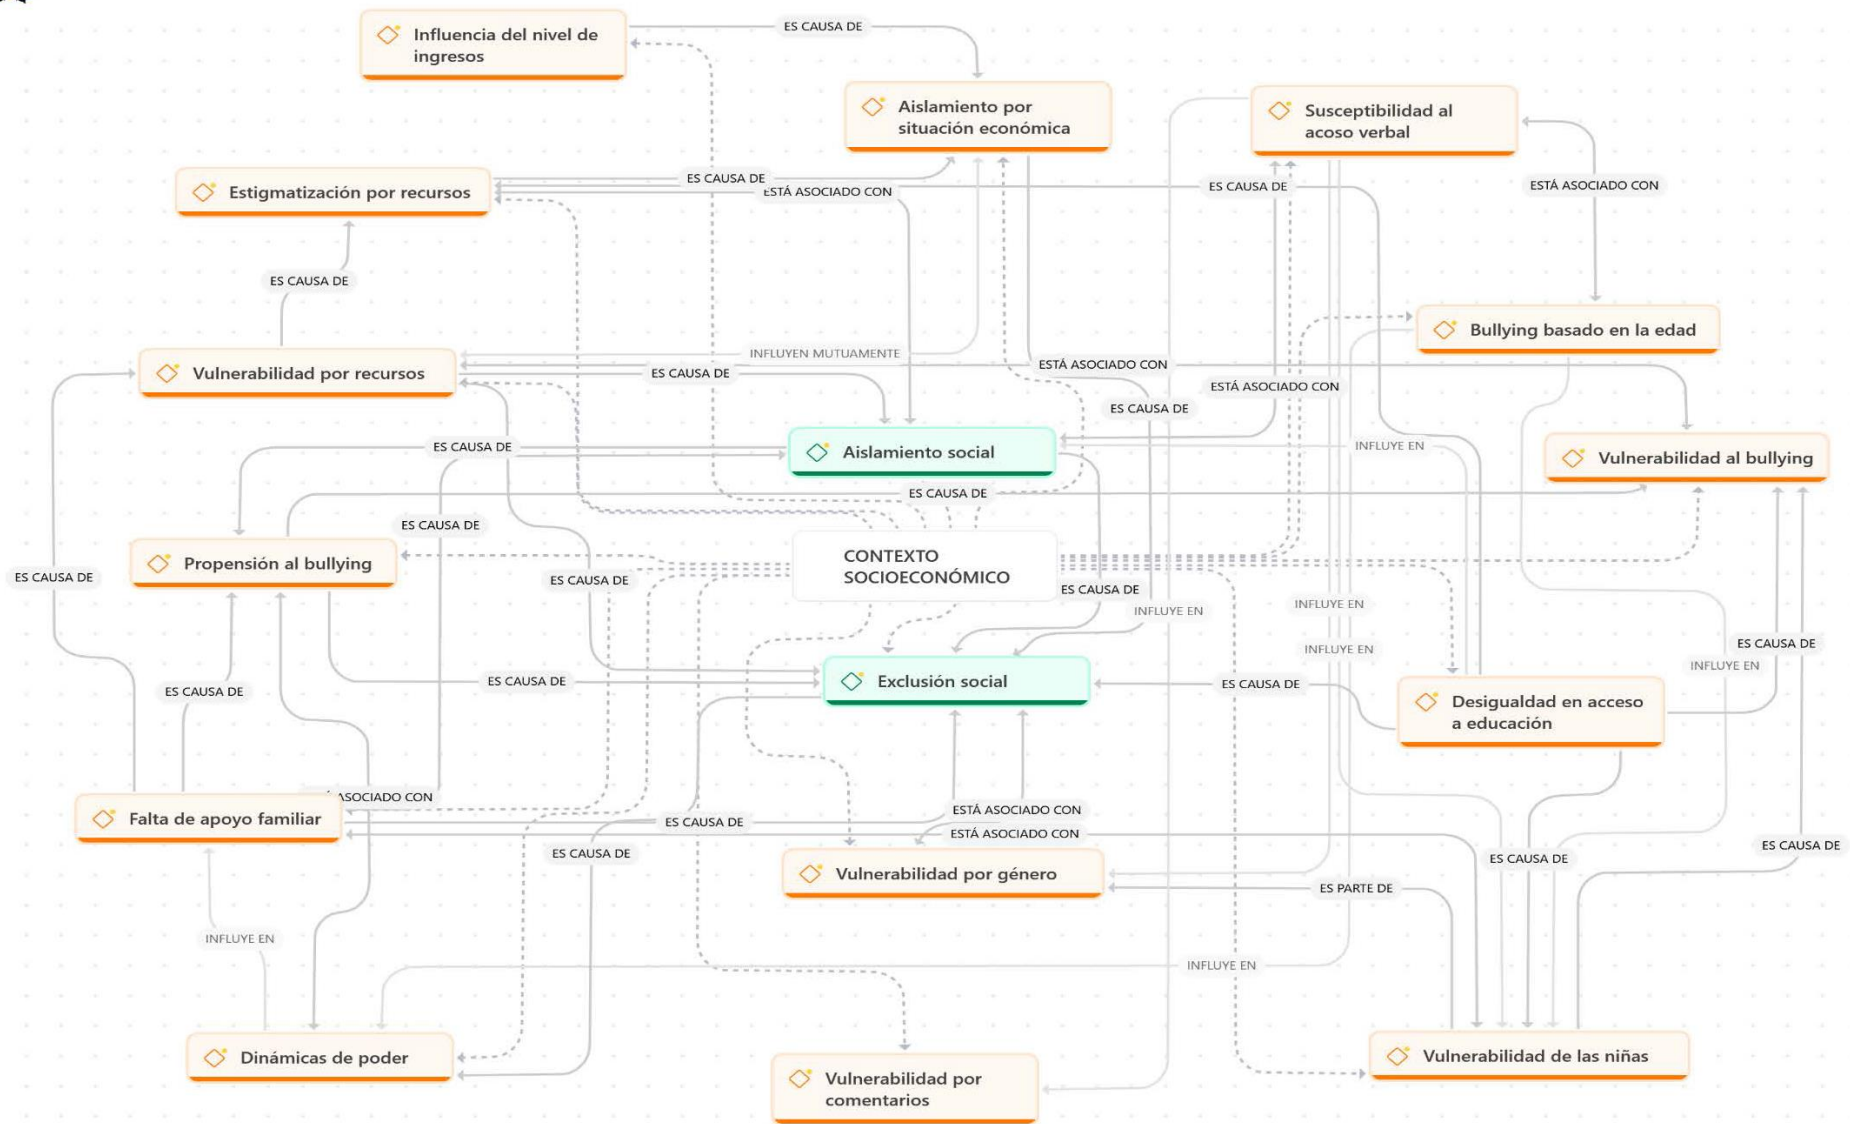 Influencia del nivel de
ingresos
ES CAUSA DE
Aislamiento por
situación económica
Susceptibilidad al
acoso verbal
Estigmatización por recursos
ES CAUSA DE
ESTÁ ASOCIADO CON
ES CAUSA DE
ESTÁ ASOCIADO CON
ES CAUSA DE
Bullying basado en la edad
INFLUYEN MUTUAMENTE
Vulnerabilidad por recursos
ES CAUSA DE
ESTÁ ASOCIADO CON
ESTÁ ASOCIADO CON
ES CAUSA DE
ES CAUSA DE
Aislamiento social
INFLUYE EN
Vulnerabilidad al bullying
ES CAUSA DE
ES CAUSA DE
Propensión al bullying
CONTEXTO
SOCIOECONÓMICO
ES CAUSA DE
ES CAUSA DE
ES CAUSA DE
INFLUYE EN
INFLUYE EN
INFLUYE EN
ES CAUSA DE
INFLUYE EN
ES CAUSA DE
ES CAUSA DE
Exclusión social
ES CAUSA DE
Desigualdad en acceso
a educación
ASOCIADO CON
Falta de apoyo familiar
ES CAUSA DE
ESTÁ ASOCIADO CON
ESTÁ ASOCIADO CON
ES CAUSA DE
ES CAUSA DE
ES CAUSA DE
Vulnerabilidad por género
ES PARTE DE
INFLUYE EN
INFLUYE EN
Dinámicas de poder
Vulnerabilidad de las niñas
Vulnerabilidad por
comentarios